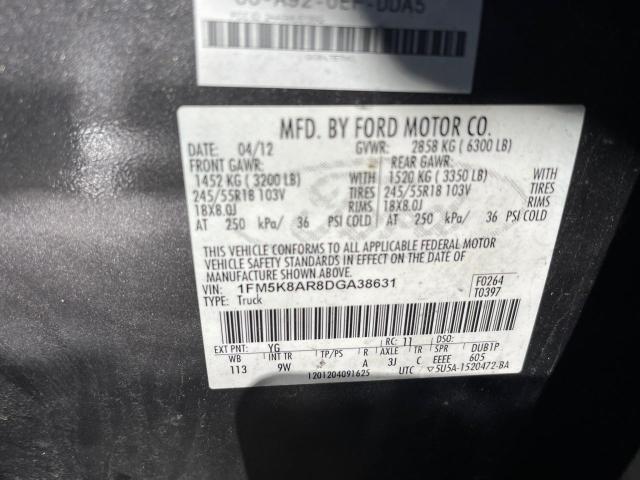 MFD. BY FORD MOTOR CO.
DATE: 04/12 GVWR: 2858 KG ( 6300 LB)
FRONT GAWR: REAR GAWR:
1452 KG ( 3200 LB) WITH 1520 KG ( 3350 LB) WITH
245/55R18 103V TIRES 245/55R18 103V TIRES
18X8.0J RIMS 18X8.0J RIMS
AT 250 kPa/ 36 PSI COLD AT 250 kPa/ 36 PSI COLD
THIS VEHICLE CONFORMS TO ALL APPLICABLE FEDERAL MOTOR
VEHICLE SAFETY STANDARDS IN EFFECT ON THE DATE OF
MANUFACTURE SHOWN ABOVE.
VIN: 1FM5K8AR8DGA38631 F0264
TYPE: Truck T0397
EXT PNT: YG RC: 11 DSO:
WB INT TR TP/PS R AXLE TR SPR DUB1P
113 9W A 3J C EEEE 605
1201204091625 UTC ▽5U5A-1520472-BA